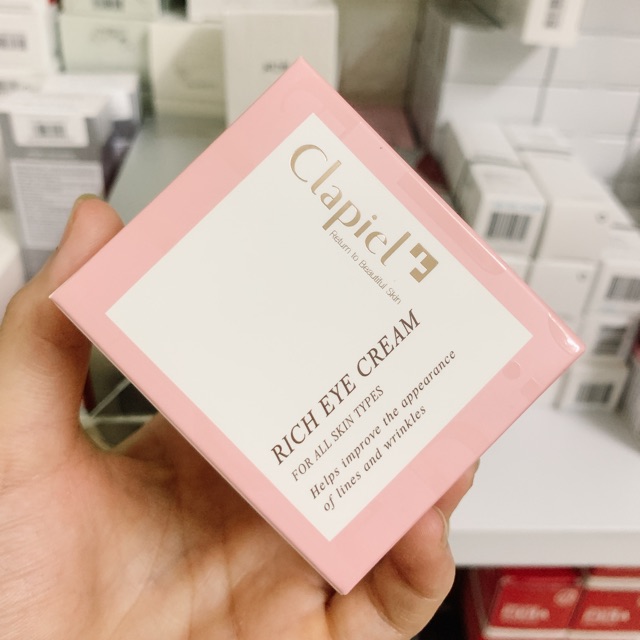 Clapiel
Return to Beautiful Skin
RICH EYE CREAM
FOR ALL SKIN TYPES
Helps improve the appearance
of lines and wrinkles